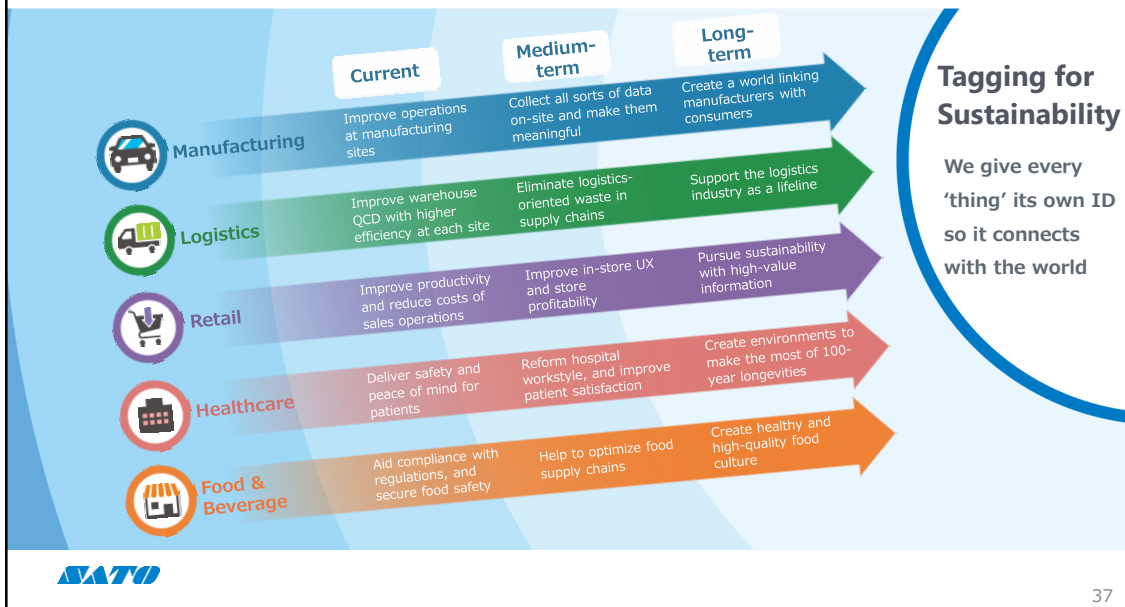 Current
Medium-
term
Long-
term
Manufacturing
Improve operations
at manufacturing
sites
Collect all sorts of data
on-site and make them
meaningful
Create a world linking
manufacturers with
consumers
Logistics
Improve warehouse
QCD with higher
efficiency at each site
Eliminate logistics-
oriented waste in
supply chains
Support the logistics
industry as a lifeline
Retail
Improve productivity
and reduce costs of
sales operations
Improve in-store UX
and store
profitability
Pursue sustainability
with high-value
information
Healthcare
Deliver safety and
peace of mind for
patients
Reform hospital
workstyle, and improve
patient satisfaction
Create environments to
make the most of 100-
year longevities
Food &
Beverage
Aid compliance with
regulations, and
secure food safety
Help to optimize food
supply chains
Create healthy and
high-quality food
culture
Tagging for
Sustainability
We give every
‘thing’ its own ID
so it connects
with the world
SATO
37